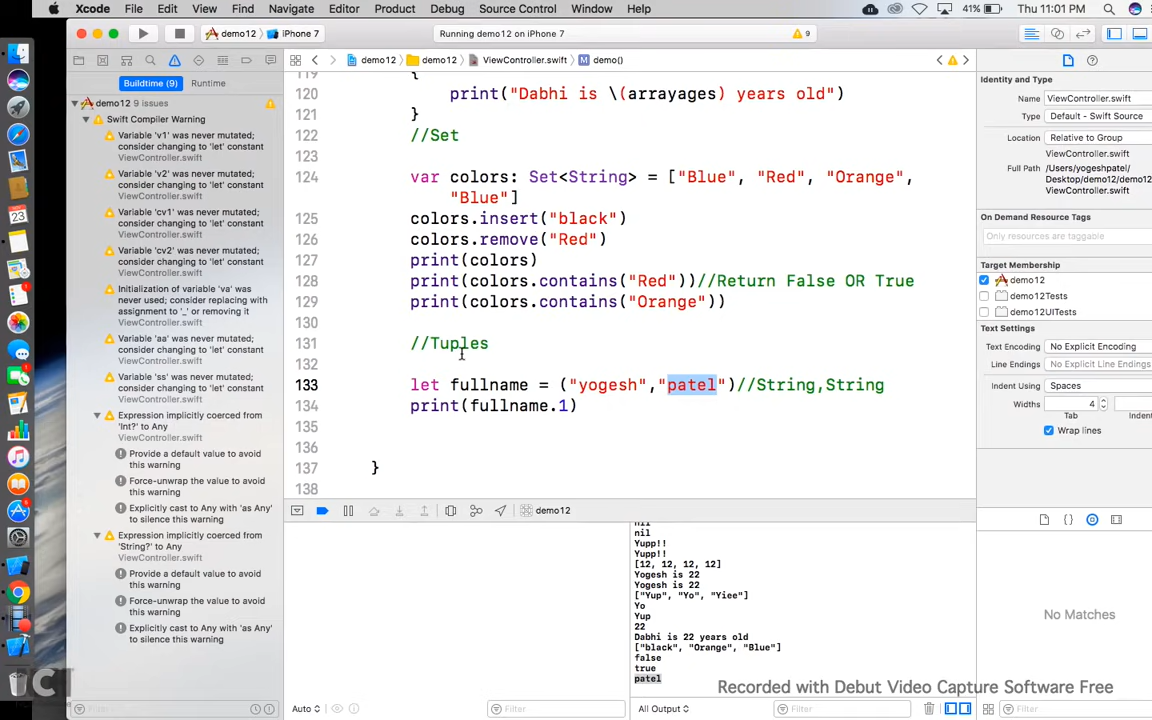 Xcode File Edit View Find Navigate Editor Product Debug Source Control Window Help 41% Thu 11:01 PM
demo12 iPhone 7 Running demo12 on iPhone 7 9
demo12 demo12 ViewController.swift M demo()
Buildtime (9) Runtime
demo12 9 issues
Swift Compiler Warning
Variable 'v1' was never mutated;
consider changing to 'let' constant
ViewController.swift
Variable 'v2' was never mutated;
consider changing to 'let' constant
ViewController.swift
Variable 'cv1' was never mutated;
consider changing to 'let' constant
ViewController.swift
Variable 'cv2' was never mutated;
consider changing to 'let' constant
ViewController.swift
Initialization of variable 'va' was
never used; consider replacing with
assignment to '_' or removing it
ViewController.swift
Variable 'aa' was never mutated;
consider changing to 'let' constant
ViewController.swift
Variable 'ss' was never mutated;
consider changing to 'let' constant
ViewController.swift
Expression implicitly coerced from
'Int?' to Any
ViewController.swift
Provide a default value to avoid
this warning
Force-unwrap the value to avoid
this warning
Explicitly cast to Any with 'as Any'
to silence this warning
Expression implicitly coerced from
'String?' to Any
ViewController.swift
Provide a default value to avoid
this warning
Force-unwrap the value to avoid
this warning
Explicitly cast to Any with 'as Any'
to silence this warning
119 {
120 print("Dabhi is \(arrayages) years old")
121 }
122 //Set
123
124 var colors: Set<String> = ["Blue", "Red", "Orange",
"Blue"]
125 colors.insert("black")
126 colors.remove("Red")
127 print(colors)
128 print(colors.contains("Red"))//Return False OR True
129 print(colors.contains("Orange"))
130
131 //Tuples
132
133 let fullname = ("yogesh","patel")//String,String
134 print(fullname.1)
135
136
137 }
138
demo12
nil
nil
Yupp!!
Yupp!!
[12, 12, 12, 12]
Yogesh is 22
Yogesh is 22
["Yup", "Yo", "Yiee"]
Yo
Yup
22
Dabhi is 22 years old
["black", "Orange", "Blue"]
false
true
patel
Auto Filter All Output Filter
Identity and Type
Name ViewController.swift
Type Default - Swift Source
Location Relative to Group
ViewController.swift
Full Path /Users/yogeshpatel/
Desktop/demo12/demo12/
ViewController.swift
On Demand Resource Tags
Only resources are taggable
Target Membership
demo12
demo12Tests
demo12UITests
Text Settings
Text Encoding No Explicit Encoding
Line Endings No Explicit Line Endings
Indent Using Spaces
Widths 4
Tab Indent
Wrap lines
No Matches
Filter
Recorded with Debut Video Capture Software Free